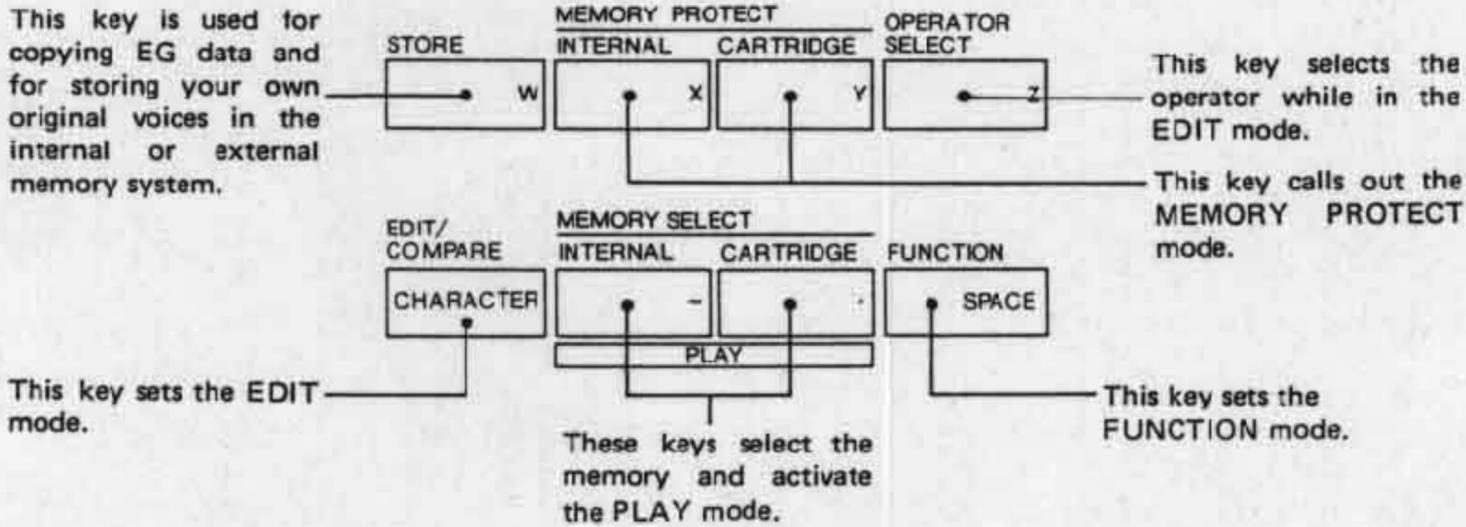 This key is used for
copying EG data and
for storing your own
original voices in the
internal or external
memory system.
MEMORY PROTECT
STORE
INTERNAL
CARTRIDGE
OPERATOR
SELECT
W
X
Y
Z
This key selects the
operator while in the
EDIT mode.
This key calls out the
MEMORY PROTECT
mode.
EDIT/
COMPARE
MEMORY SELECT
INTERNAL
CARTRIDGE
FUNCTION
CHARACTER
–
.
SPACE
PLAY
This key sets the EDIT
mode.
These keys select the
memory and activate
the PLAY mode.
This key sets the
FUNCTION mode.